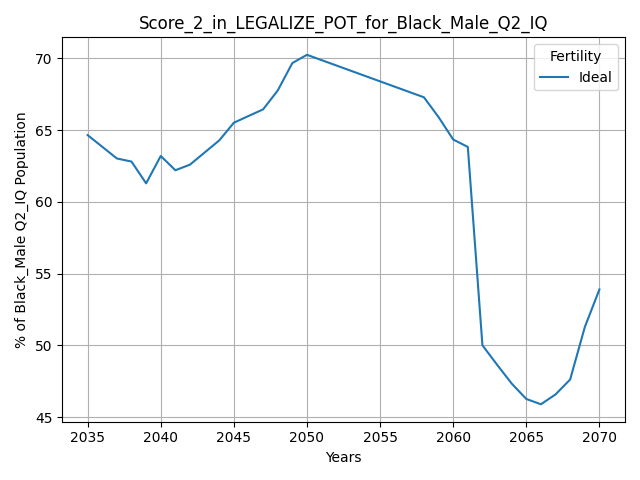 Score_2_in_LEGALIZE_POT_for_Black_Male_Q2_IQ
Fertility
Ideal
70
65
60
55
50
45
% of Black_Male Q2_IQ Population
2035 2040 2045 2050 2055 2060 2065 2070
Years